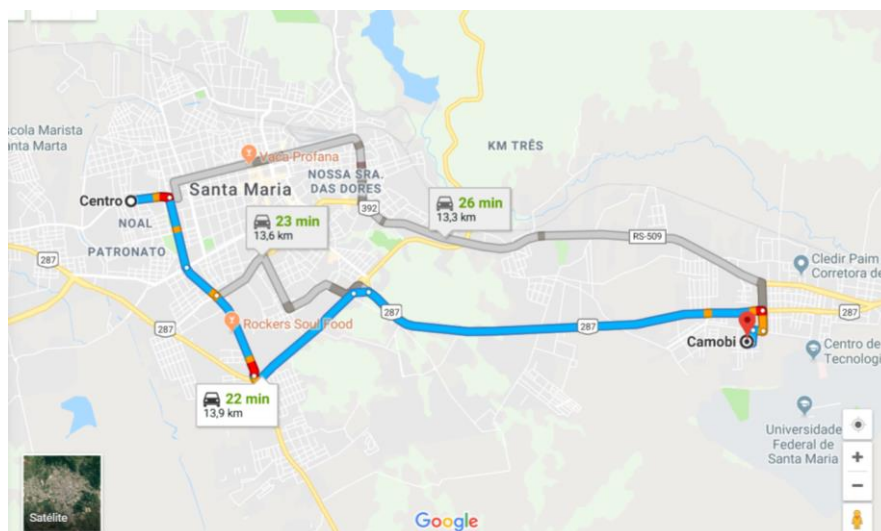 scola Marista
anta Marta
Vaca Profana
KM TRÊS
NOSSA SRA.
DAS DORES
Santa Maria
Centro
NOAL
PATRONATO
392
26 min
13,3 km
23 min
13,6 km
RS-509
287
Cledir Paim
Corretora de
287
287
287
287
Rockers Soul Food
Camobi
Centro de
Tecnolog
22 min
13,9 km
Universidade
Federal de
Santa Maria
Satélite
Google